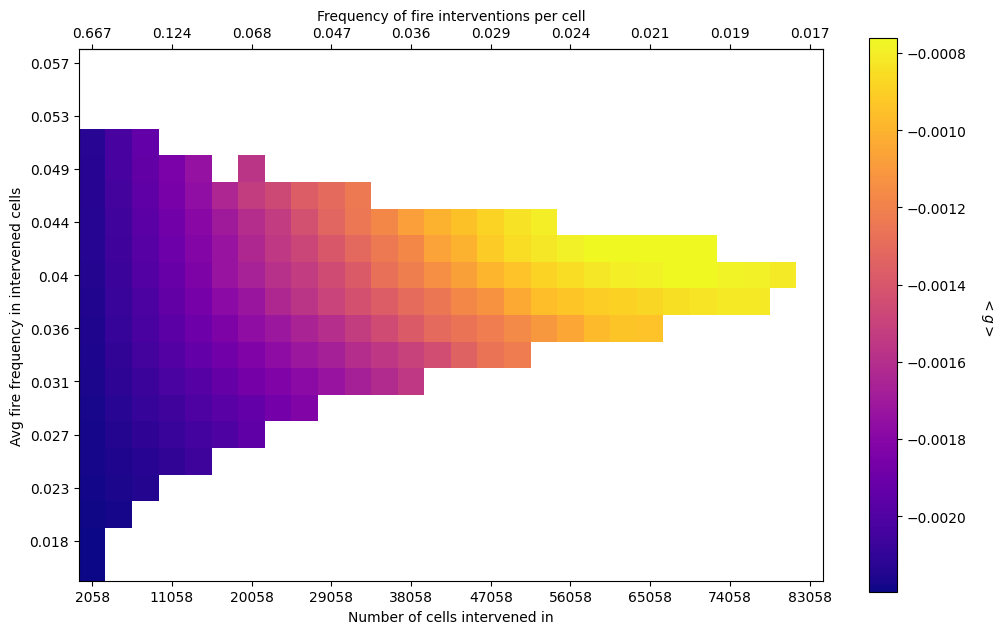 Frequency of fire interventions per cell
0.667 0.124 0.068 0.047 0.036 0.029 0.024 0.021 0.019 0.017
Avg fire frequency in intervened cells
0.057
0.053
0.049
0.044
0.04
0.036
0.031
0.027
0.023
0.018
2058 11058 20058 29058 38058 47058 56058 65058 74058 83058
Number of cells intervened in
−0.0008
−0.0010
−0.0012
−0.0014
−0.0016
−0.0018
−0.0020
< g >